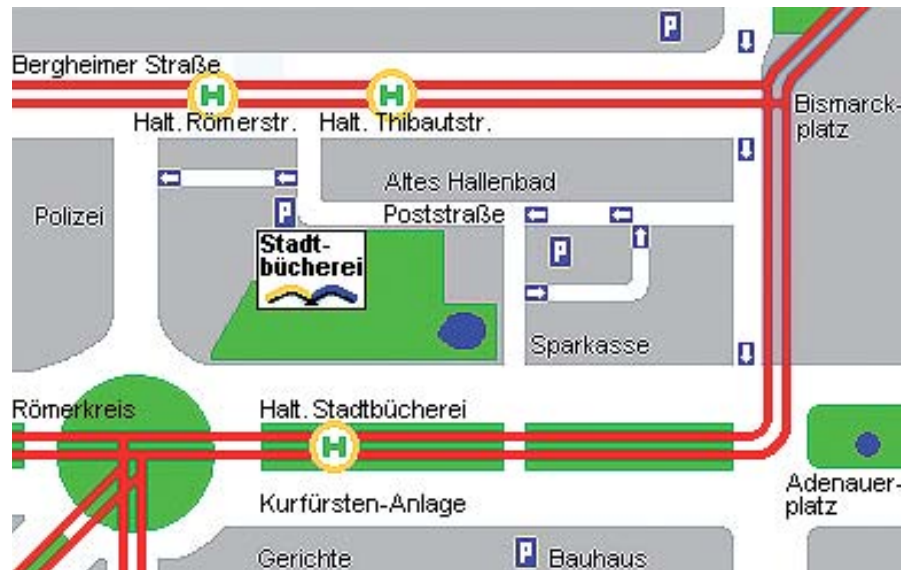 P
Bergheimer Straße
H
H
Bismarck-
platz
Halt. Römerstr.
Halt. Thibautstr.
Altes Hallenbad
Polizei
P
Poststraße
P
Stadt-
bücherei
Sparkasse
Römerkreis
Halt. Stadtbücherei
H
Adenauer-
platz
Kurfürsten-Anlage
Gerichte
P
Bauhaus